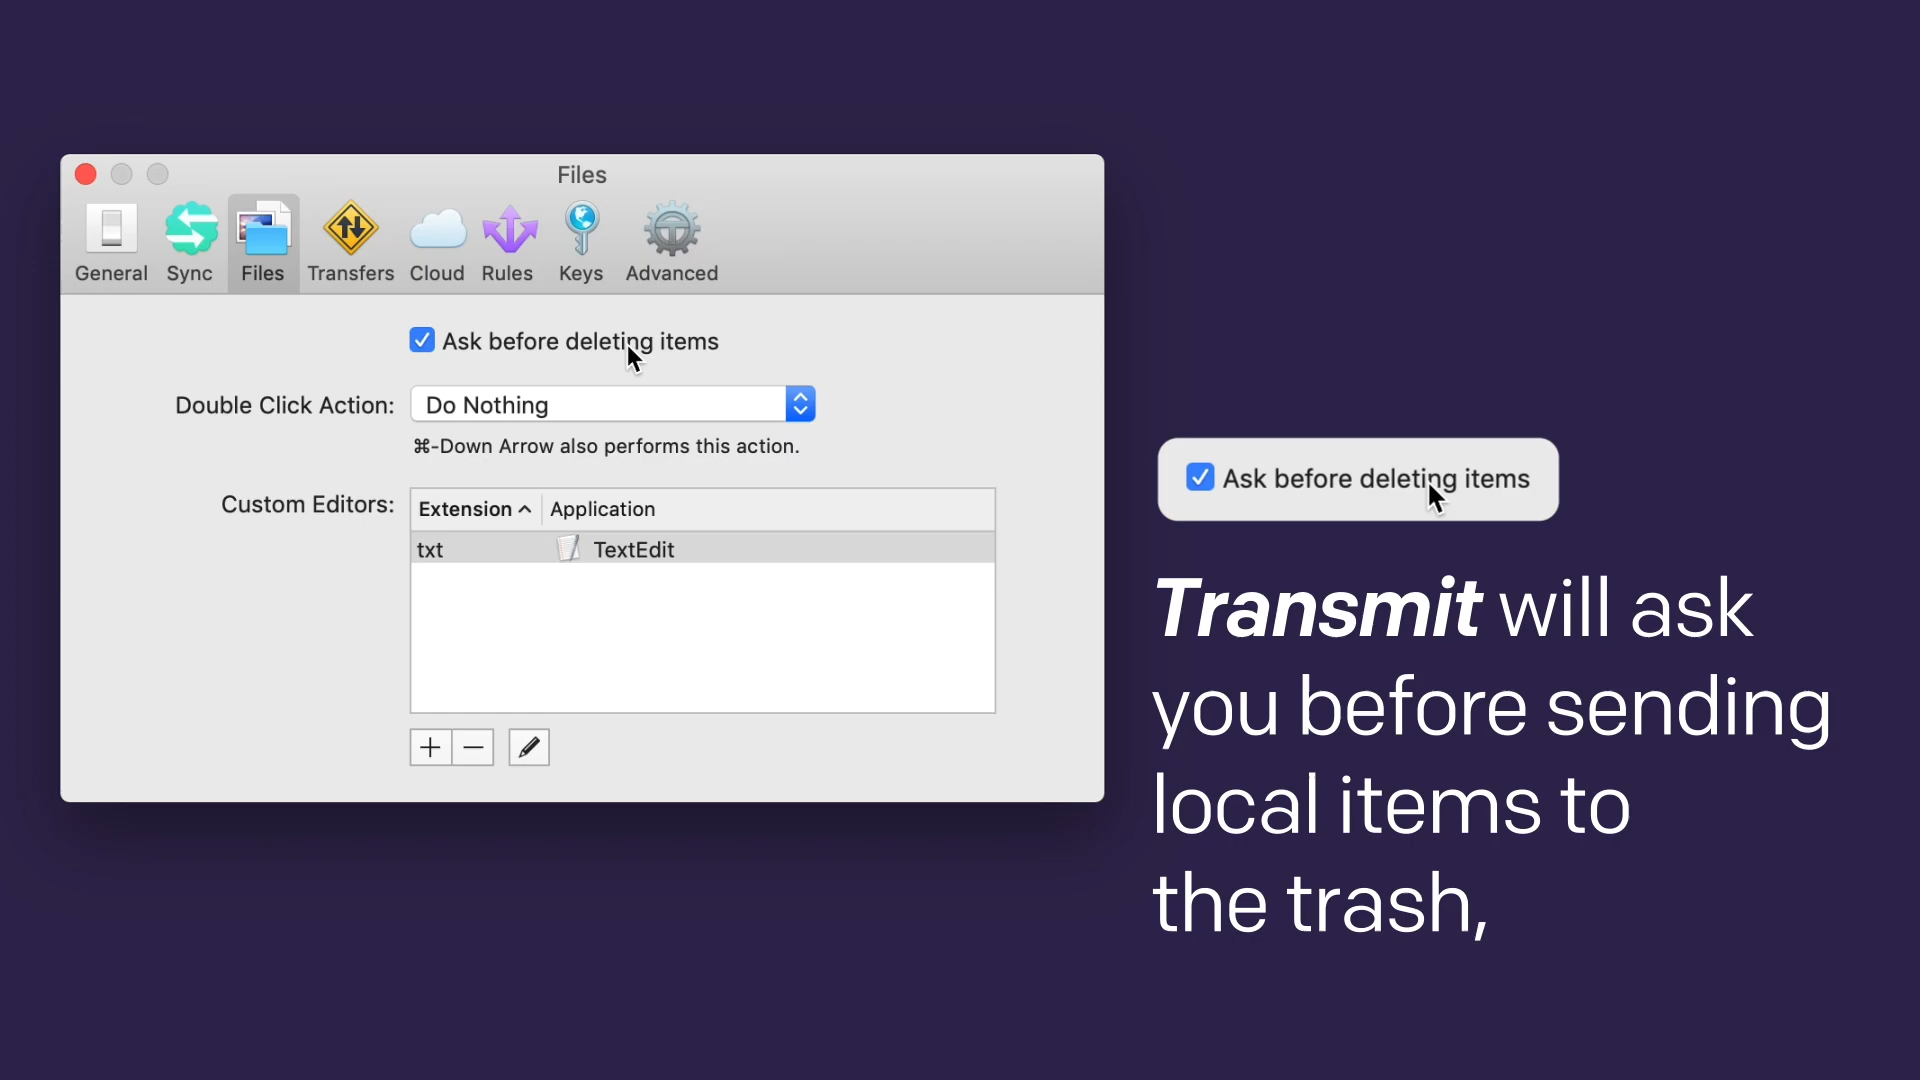 Files
General Sync Files Transfers Cloud Rules Keys Advanced
Ask before deleting items
Double Click Action: Do Nothing
⌘-Down Arrow also performs this action.
Custom Editors: Extension Application
txt TextEdit
Ask before deleting items
Transmit will ask
you before sending
local items to
the trash,